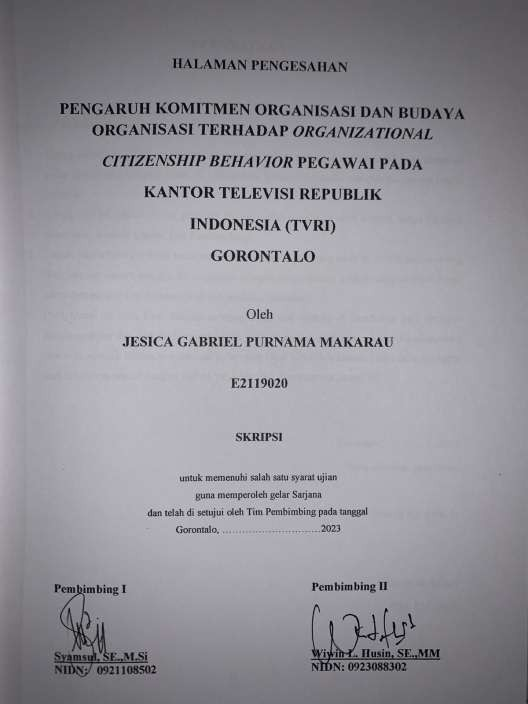 HALAMAN PENGESAHAN
PENGARUH KOMITMEN ORGANISASI DAN BUDAYA
ORGANISASI TERHADAP ORGANIZATIONAL
CITIZENSHIP BEHAVIOR PEGAWAI PADA
KANTOR TELEVISI REPUBLIK
INDONESIA (TVRI)
GORONTALO
Oleh
JESICA GABRIEL PURNAMA MAKARAU
E2119020
SKRIPSI
untuk memenuhi salah satu syarat ujian
guna memperoleh gelar Sarjana
dan telah di setujui oleh Tim Pembimbing pada tanggal
Gorontalo, ..............................2023
Pembimbing I
Pembimbing II
Syamsul, SE.,M.Si
Wiwin L. Husin, SE.,MM
NIDN: 0921108502
NIDN: 0923088302